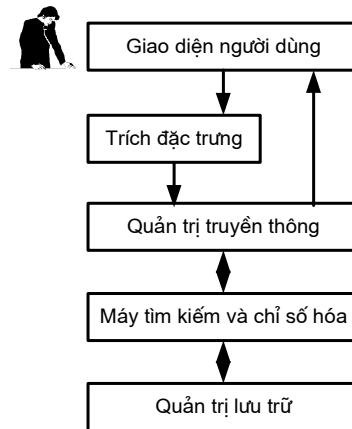 Giao diện người dùng
Trích đặc trưng
Quản trị truyền thông
Máy tìm kiếm và chỉ số hóa
Quản trị lưu trữ